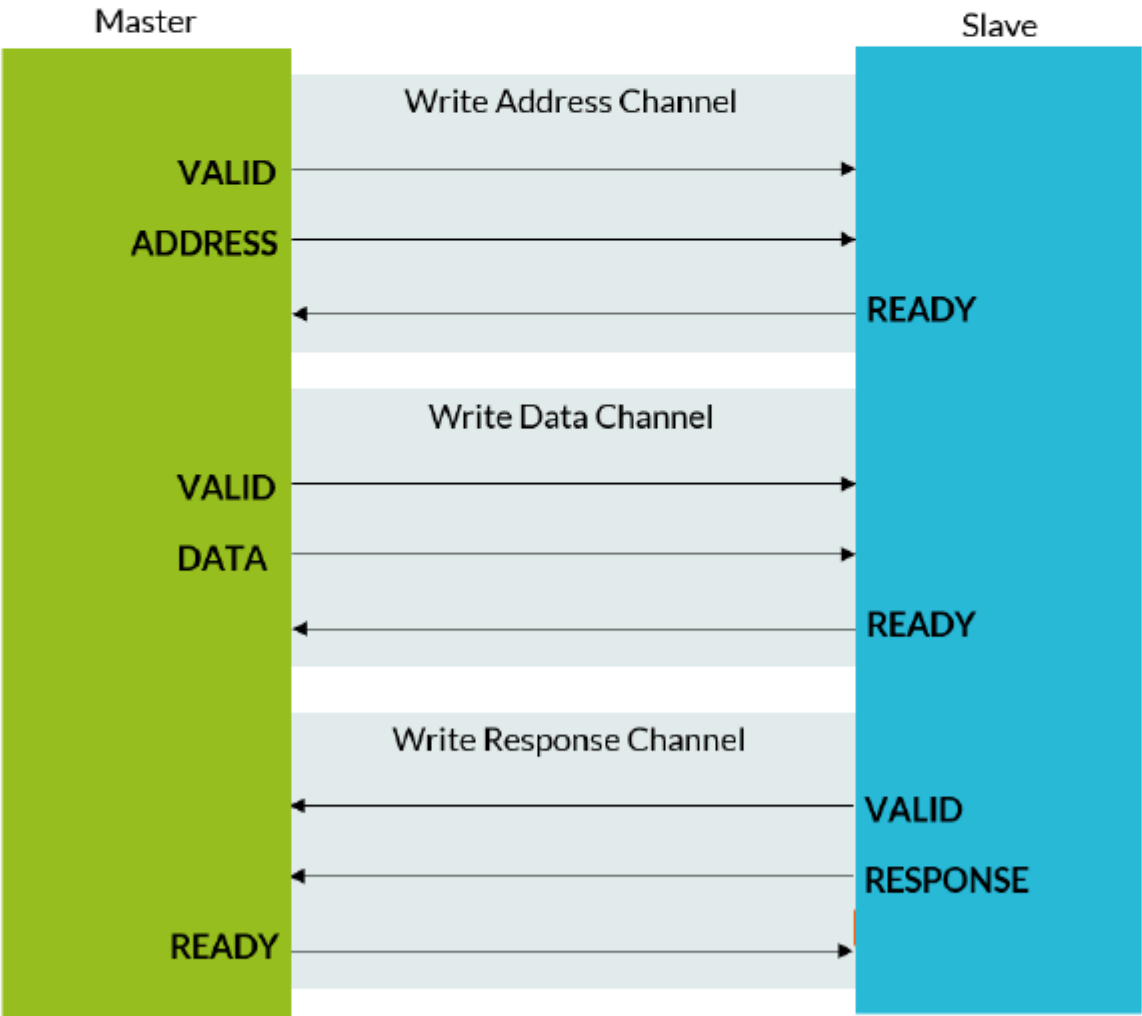 Master
Slave
Write Address Channel
VALID
ADDRESS
READY
Write Data Channel
VALID
DATA
READY
Write Response Channel
VALID
RESPONSE
READY